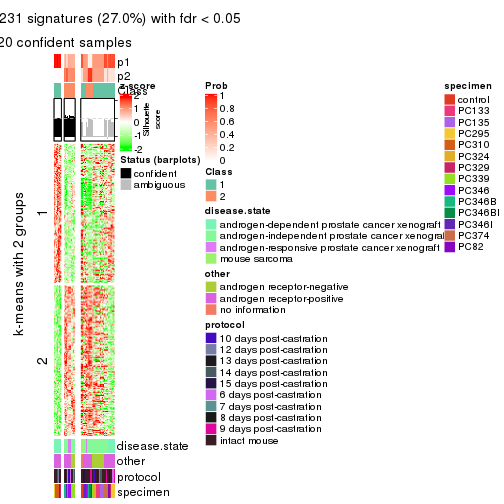 231 signatures (27.0%) with fdr < 0.05
20 confident samples
p1
p2
Class
z-score
2
1
0
-1
-2
Silhouette
score
Status (barplots)
confident
ambiguous
k-means with 2 groups
1
2
disease.state
other
protocol
specimen
Prob
1
0.8
0.6
0.4
0.2
0
Class
1
2
disease.state
androgen-dependent prostate cancer xenograft
androgen-independent prostate cancer xenograft
androgen-responsive prostate cancer xenograft
mouse sarcoma
other
androgen receptor-negative
androgen receptor-positive
no information
protocol
10 days post-castration
12 days post-castration
13 days post-castration
14 days post-castration
15 days post-castration
6 days post-castration
7 days post-castration
8 days post-castration
9 days post-castration
intact mouse
specimen
control
PC133
PC135
PC295
PC310
PC324
PC329
PC339
PC346
PC346B
PC346BI
PC346I
PC374
PC82